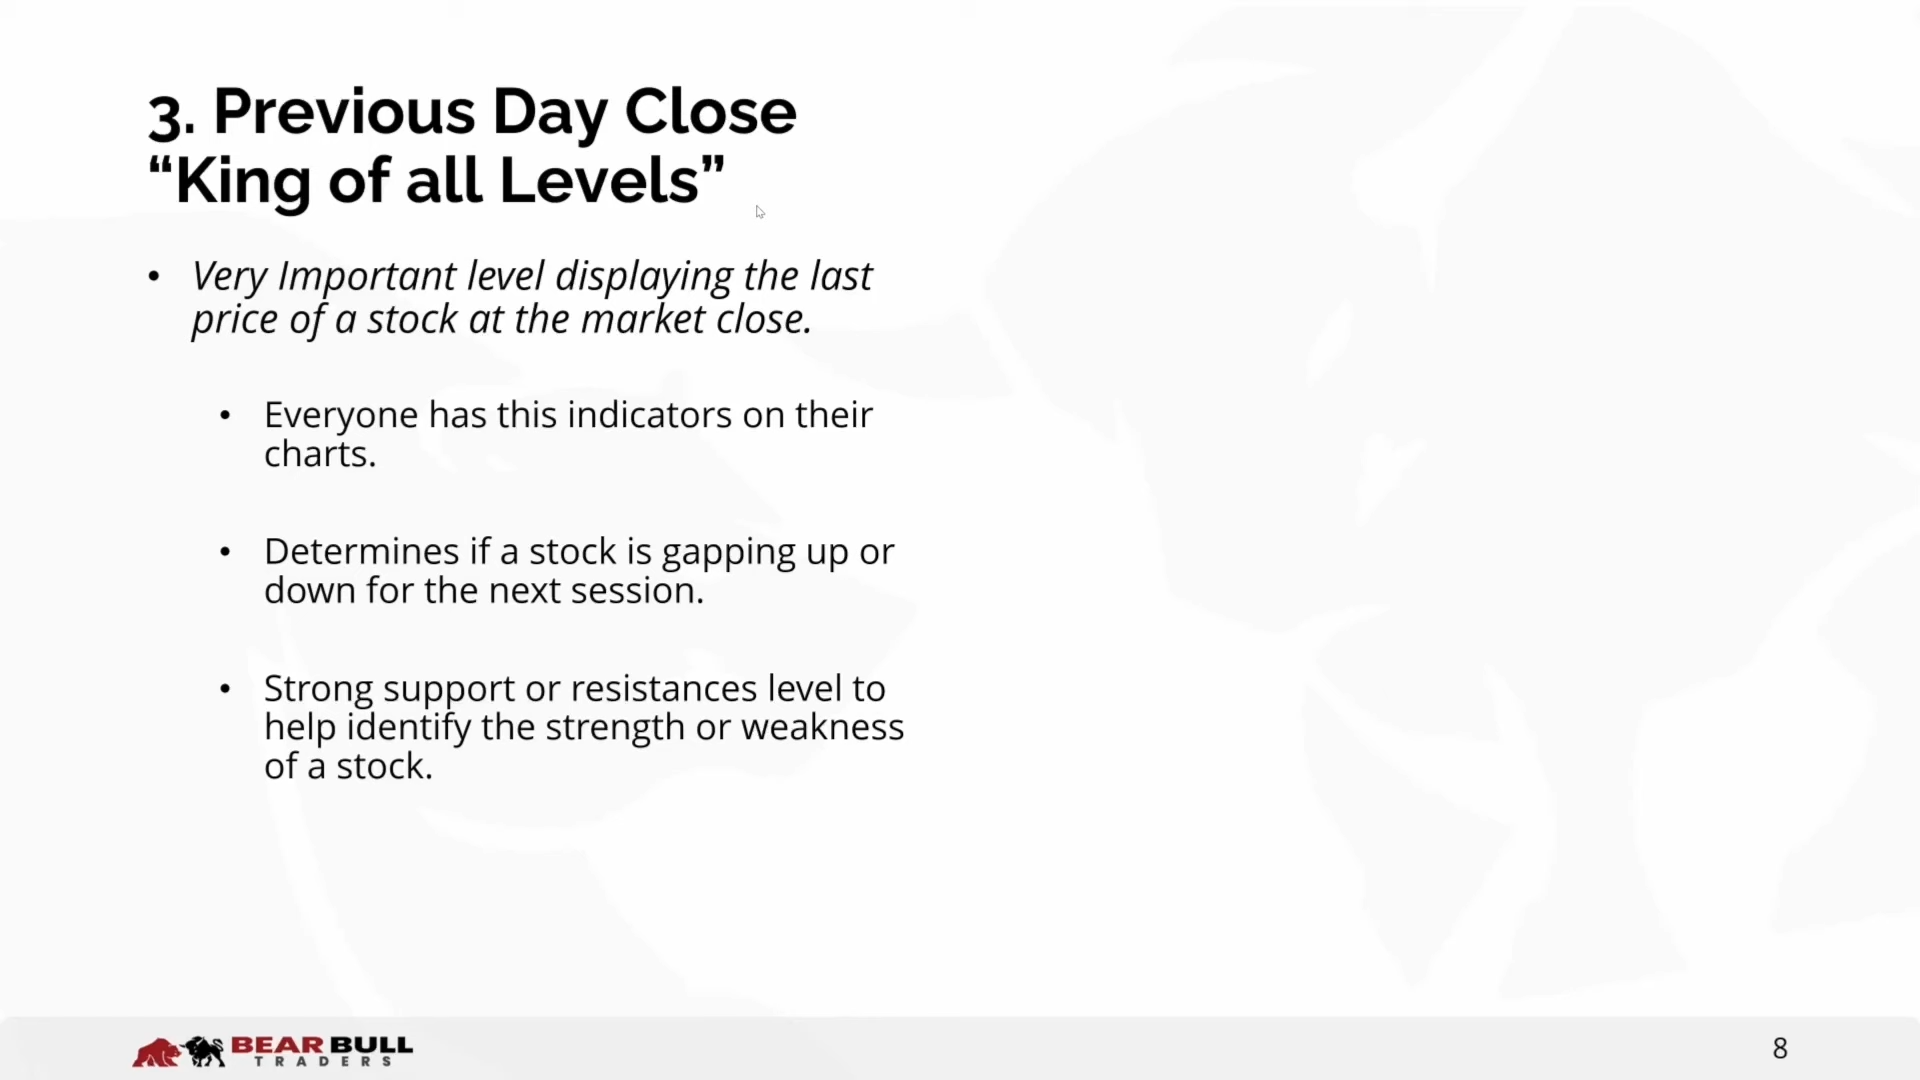 3. Previous Day Close
“King of all Levels”
• Very Important level displaying the last
price of a stock at the market close.
• Everyone has this indicators on their
charts.
• Determines if a stock is gapping up or
down for the next session.
• Strong support or resistances level to
help identify the strength or weakness
of a stock.
BEAR BULL
TRADERS
8